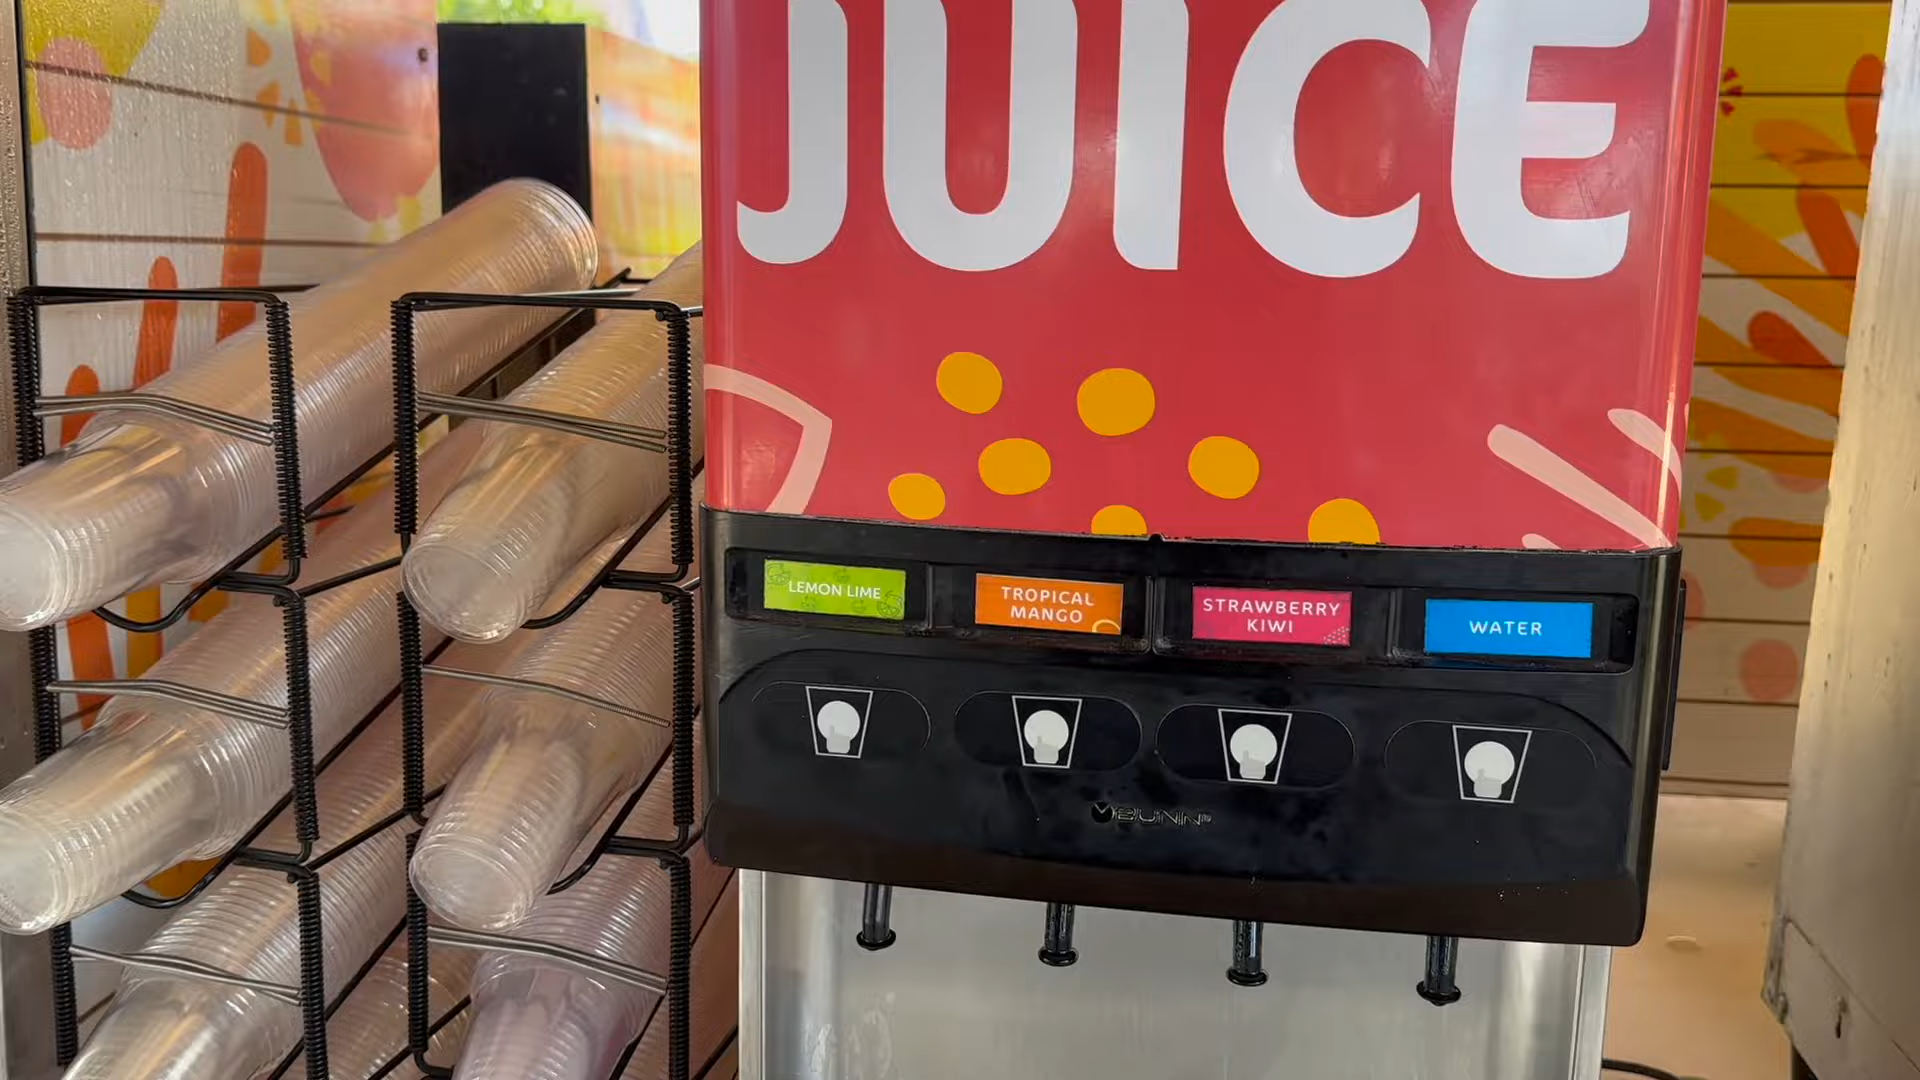 JUICE
LEMON LIME
TROPICAL
MANGO
STRAWBERRY
KIWI
WATER
BUNN